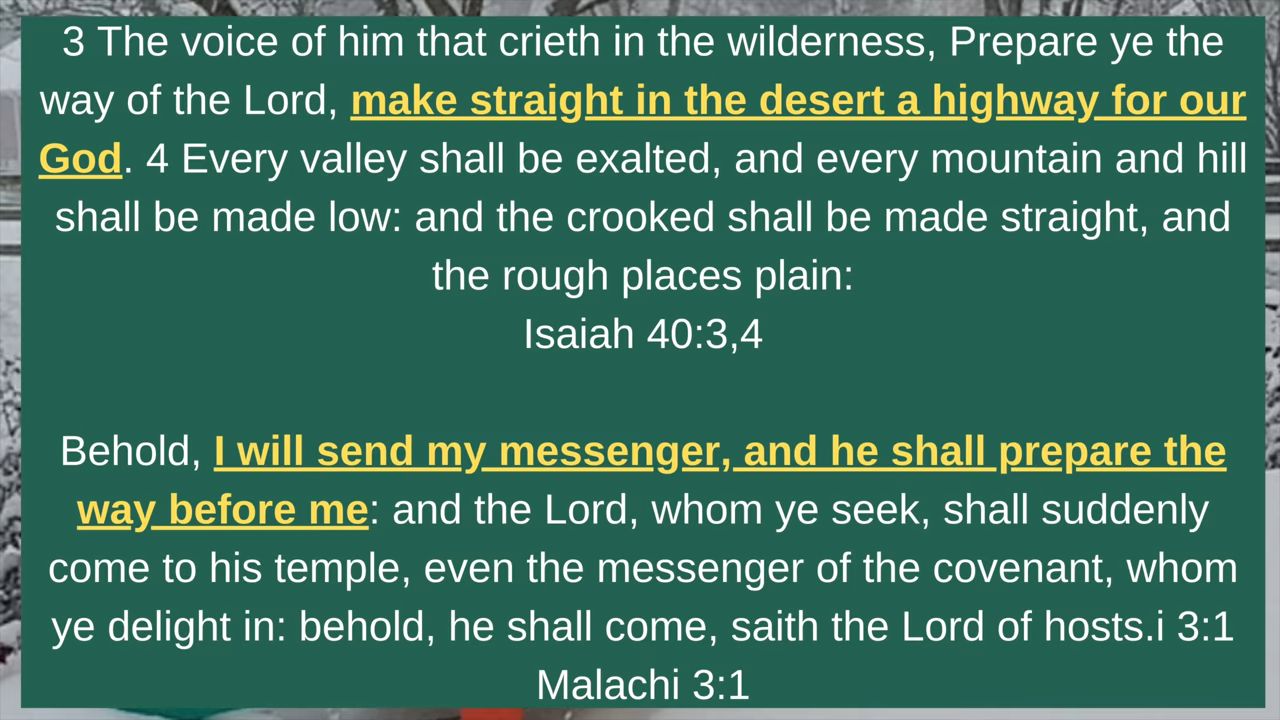 3 The voice of him that crieth in the wilderness, Prepare ye the
way of the Lord, make straight in the desert a highway for our
God. 4 Every valley shall be exalted, and every mountain and hill
shall be made low: and the crooked shall be made straight, and
the rough places plain:
Isaiah 40:3,4
Behold, I will send my messenger, and he shall prepare the
way before me: and the Lord, whom ye seek, shall suddenly
come to his temple, even the messenger of the covenant, whom
ye delight in: behold, he shall come, saith the Lord of hosts.i 3:1
Malachi 3:1